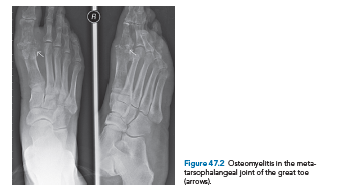 R
Figure 47.2 Osteomyelitis in the meta-
tarsophalangeal joint of the great toe
(arrows).